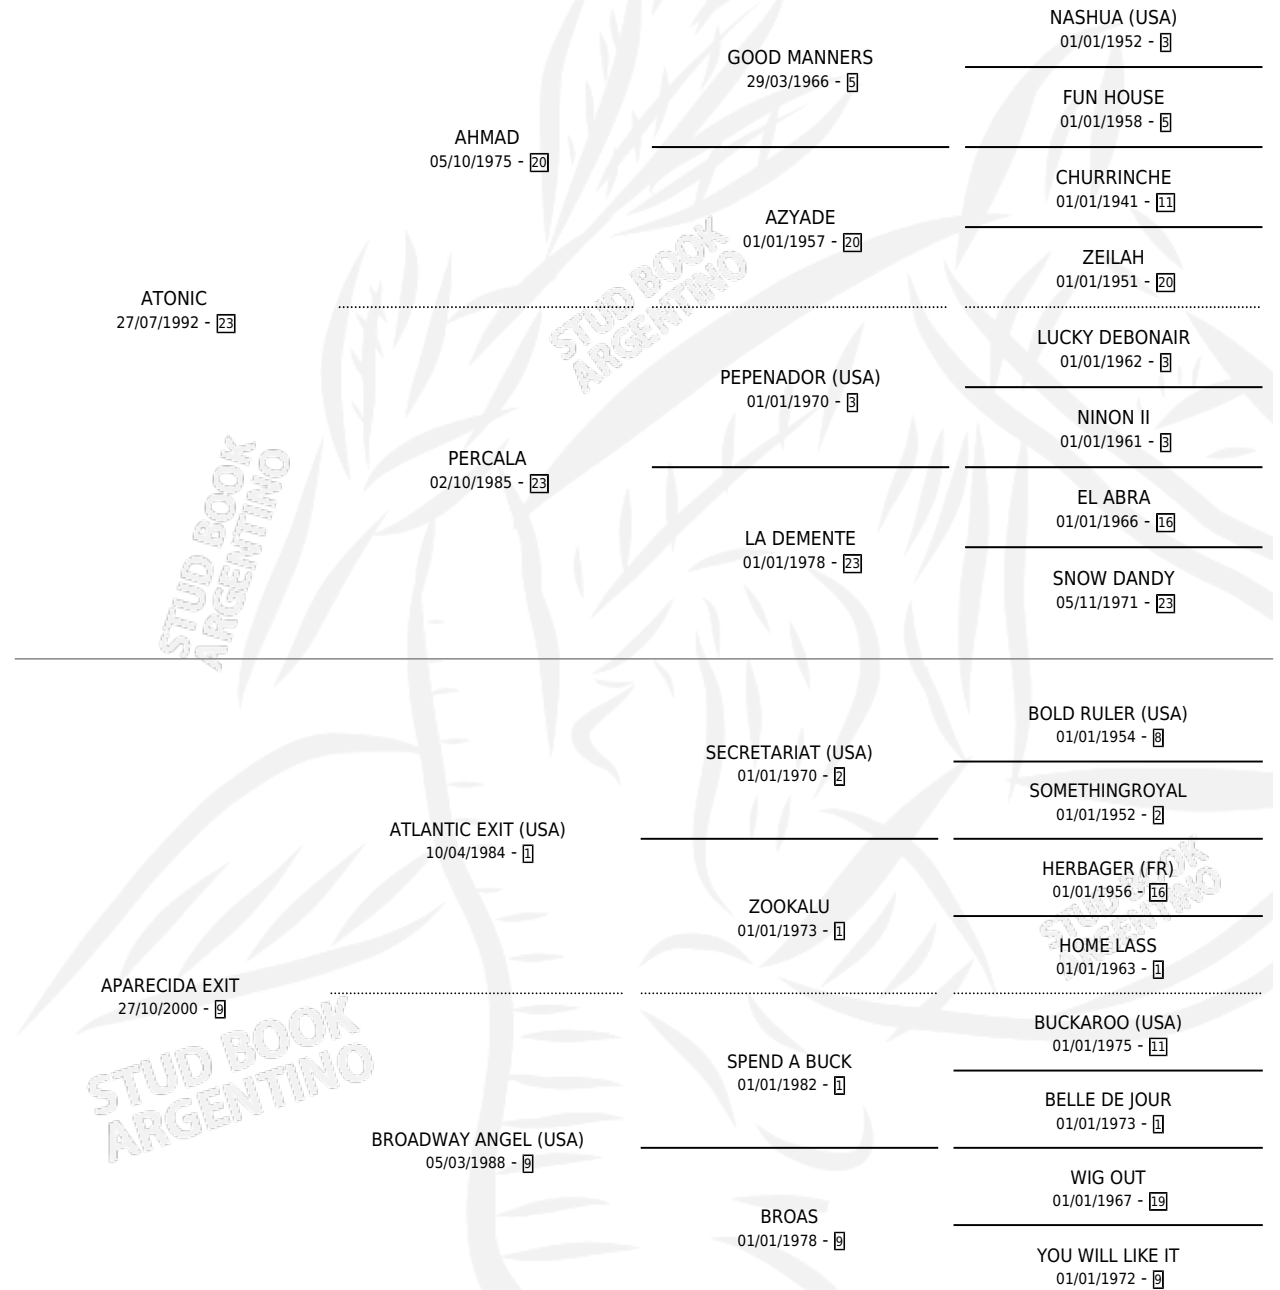 NASHUA (USA)
01/01/1952 - 3
GOOD MANNERS
29/03/1966 - 5
FUN HOUSE
01/01/1958 - 5
AHMAD
05/10/1975 - 20
CHURRINCHE
01/01/1941 - 11
AZYADE
01/01/1957 - 20
ZEILAH
01/01/1951 - 20
ATONIC
27/07/1992 - 23
LUCKY DEBONAIR
01/01/1962 - 3
PEPENADOR (USA)
01/01/1970 - 3
NINON II
01/01/1961 - 3
PERCALA
02/10/1985 - 23
EL ABRA
01/01/1966 - 16
LA DEMENTE
01/01/1978 - 23
SNOW DANDY
05/11/1971 - 23
STUD BOOK
ARGENTINO
STUD BOOK
ARGENTINO
BOLD RULER (USA)
01/01/1954 - 8
SECRETARIAT (USA)
01/01/1970 - 2
SOMETHINGROYAL
01/01/1952 - 2
ATLANTIC EXIT (USA)
10/04/1984 - 1
HERBAGER (FR)
01/01/1956 - 16
ZOOKALU
01/01/1973 - 1
HOME LASS
01/01/1963 - 1
APARECIDA EXIT
27/10/2000 - 9
BUCKAROO (USA)
01/01/1975 - 11
SPEND A BUCK
01/01/1982 - 1
BELLE DE JOUR
01/01/1973 - 1
BROADWAY ANGEL (USA)
05/03/1988 - 9
WIG OUT
01/01/1967 - 19
BROAS
01/01/1978 - 9
YOU WILL LIKE IT
01/01/1972 - 9
STUD BOOK
ARGENTINO
STUD BOOK
ARGENTINO